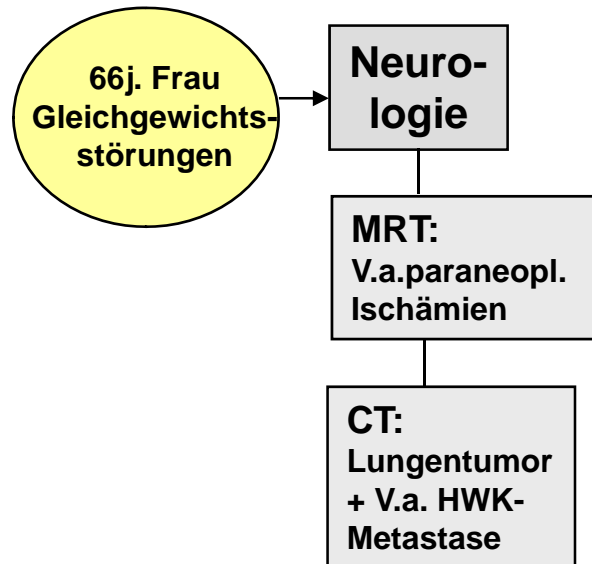 66j. Frau
Gleichgewichts-
störungen
Neuro-
logie
MRT:
V.a.paraneopl.
Ischämien
CT:
Lungentumor
+ V.a. HWK-
Metastase